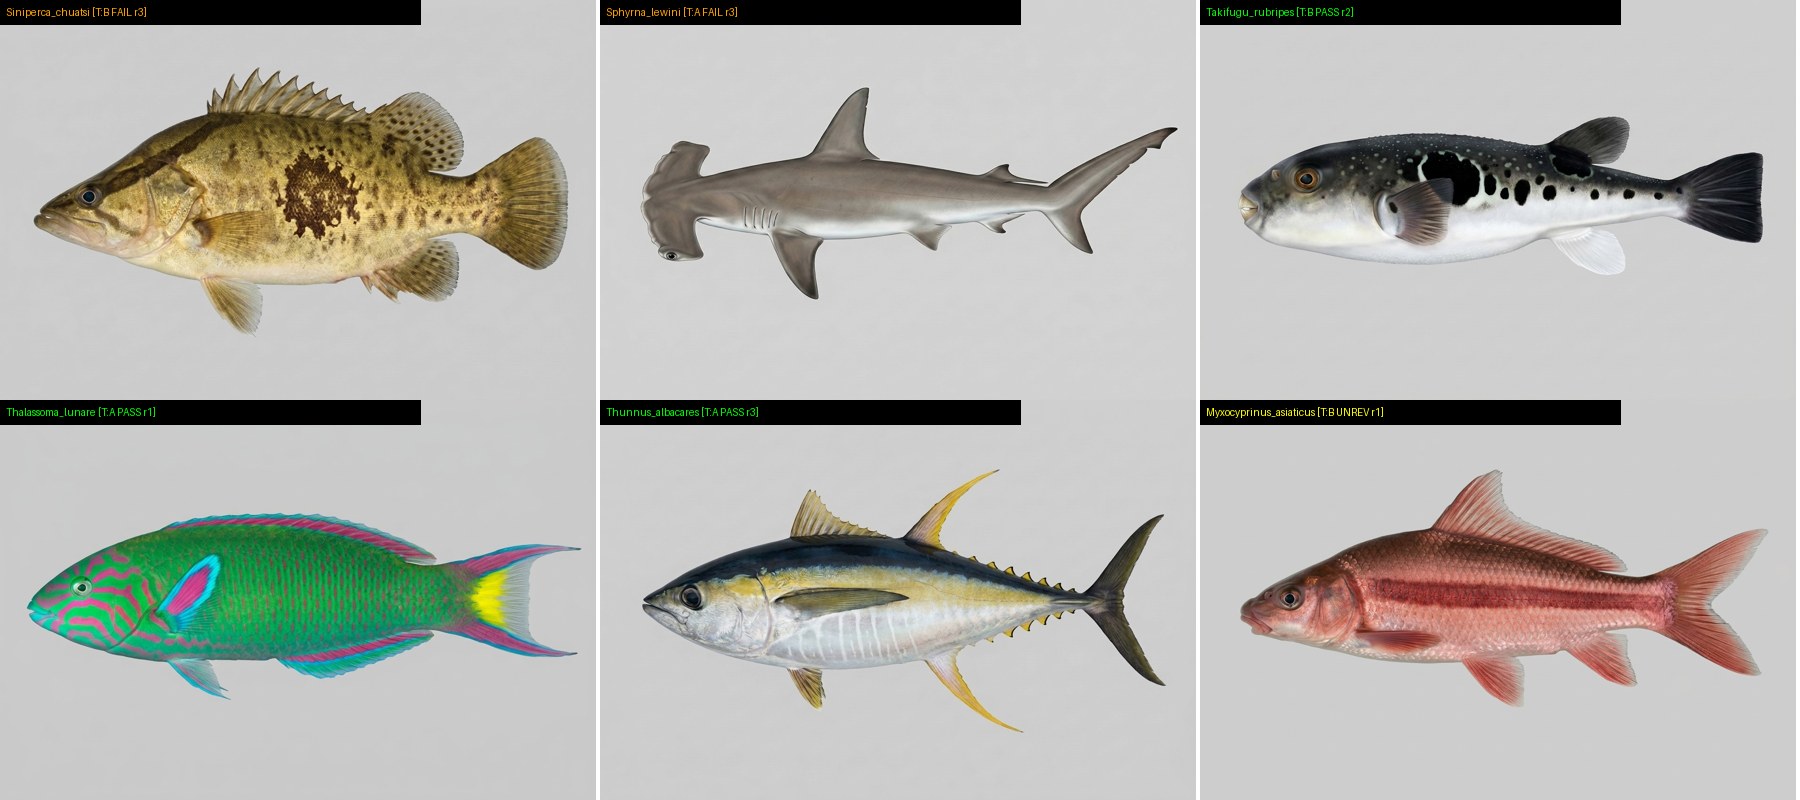 Siniperca_chuatsi [T:B FAIL r3]
Sphyrna_lewini [T:A FAIL r3]
Takifugu_rubripes [T:B PASS r2]
Thalassoma_lunare [T:A PASS r1]
Thunnus_albacares [T:A PASS r3]
Myxocyprinus_asiaticus [T:B UNREV r1]